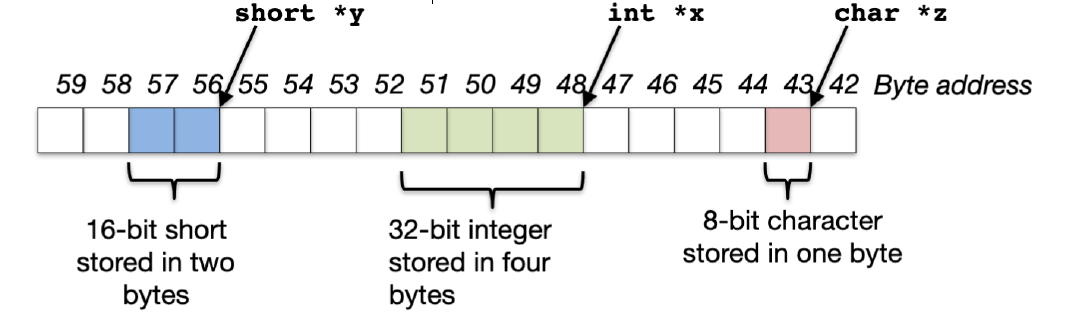 short *y int *x char *z
59 58 57 56 55 54 53 52 51 50 49 48 47 46 45 44 43 42 Byte address
16-bit short
stored in two
bytes
32-bit integer
stored in four
bytes
8-bit character
stored in one byte